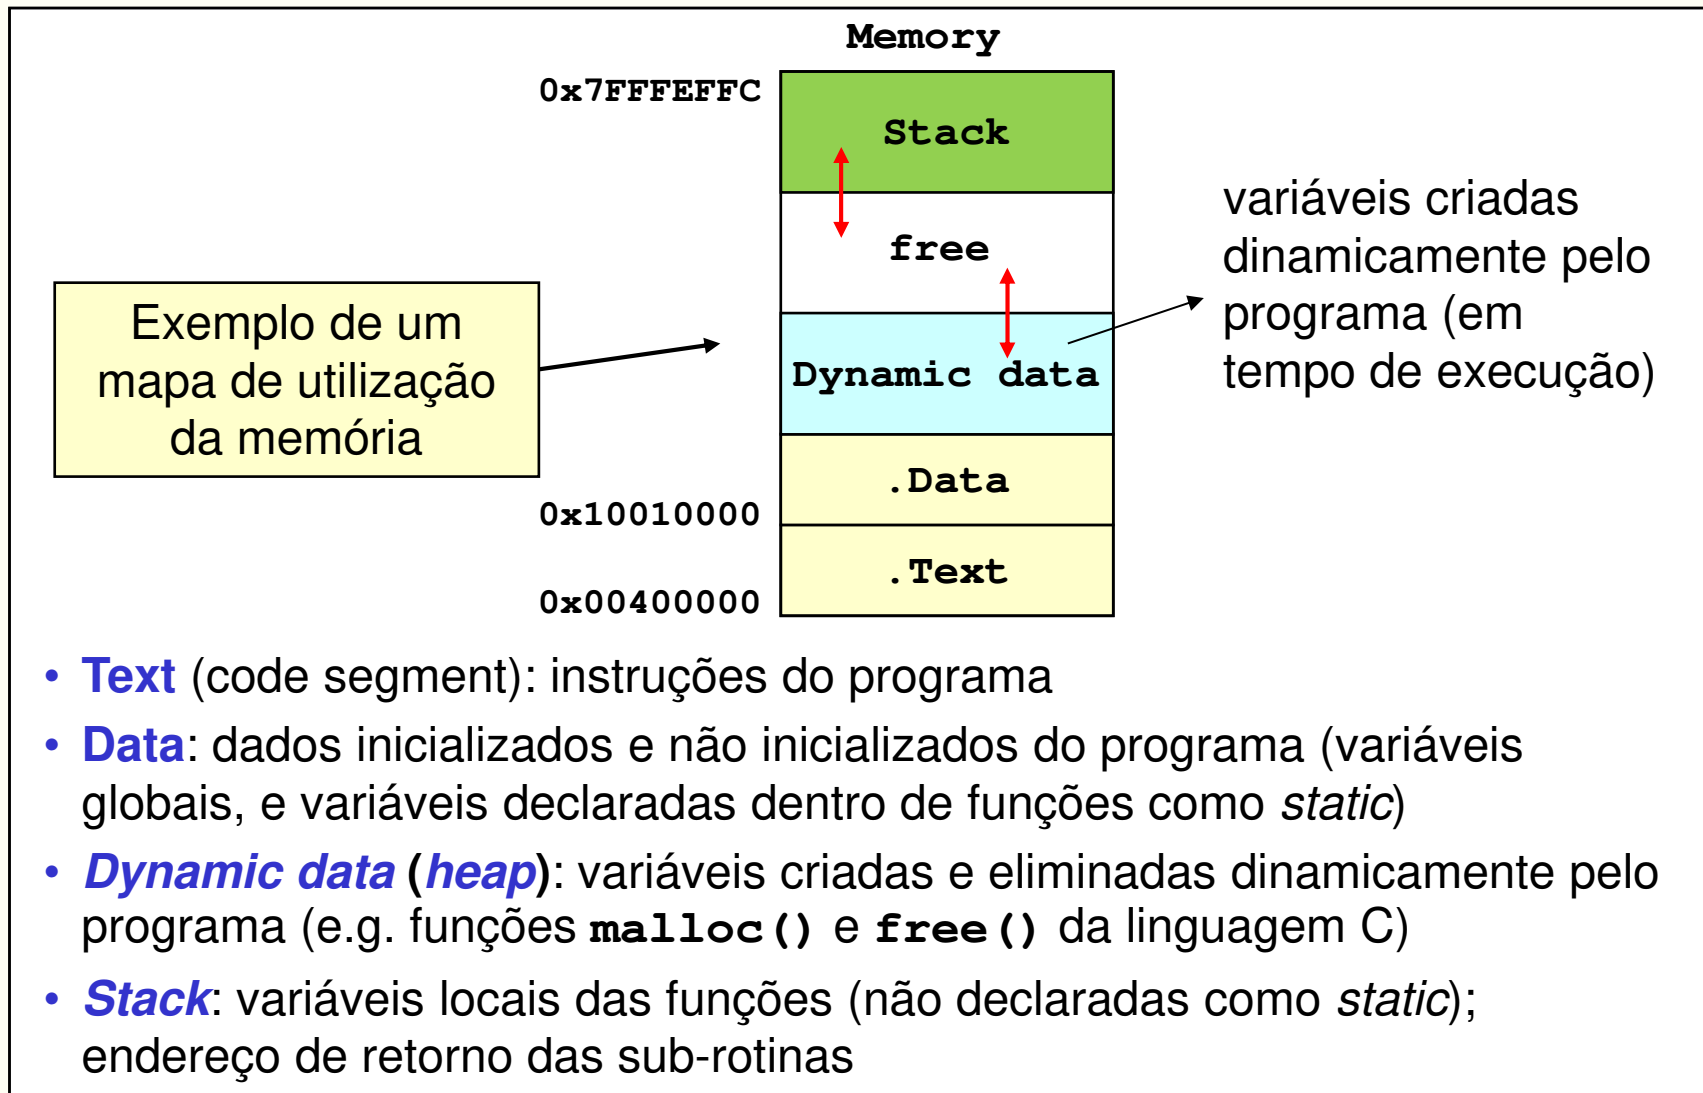 Memory
0x7FFFEFFC
Stack
free
variáveis criadas
dinamicamente pelo
programa (em
tempo de execução)
Exemplo de um
mapa de utilização
da memória
Dynamic data
.Data
0x10010000
.Text
0x00400000
• Text (code segment): instruções do programa
• Data: dados inicializados e não inicializados do programa (variáveis
globais, e variáveis declaradas dentro de funções como static)
• Dynamic data (heap): variáveis criadas e eliminadas dinamicamente pelo
programa (e.g. funções malloc() e free() da linguagem C)
• Stack: variáveis locais das funções (não declaradas como static);
endereço de retorno das sub-rotinas